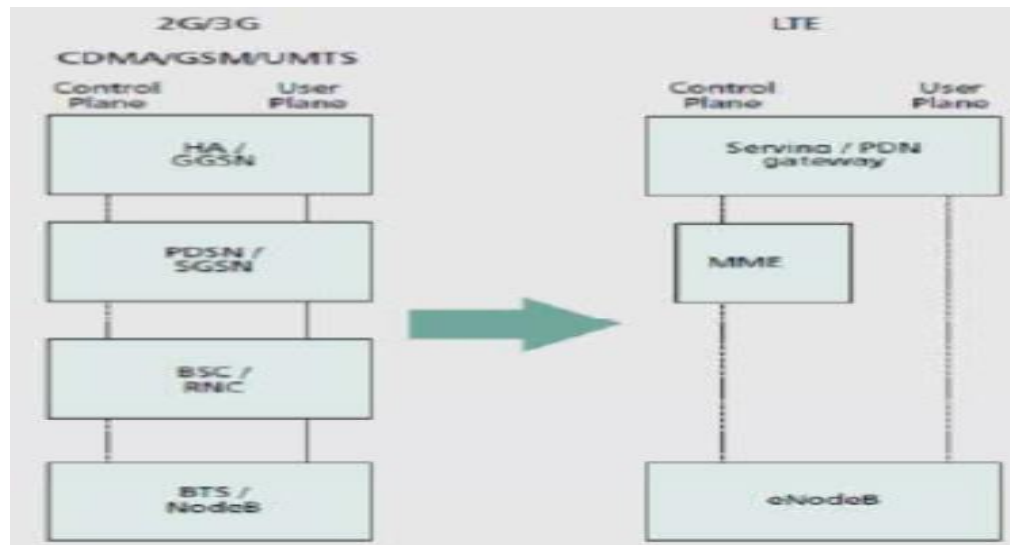 2G/3G
CDMA/GSM/UMTS
Control
Plane
User
Plane
HA /
GGSN
PDSN /
SGSN
BSC /
RNC
BTS /
NodeB
LTE
Control
Plane
User
Plane
Serving / PDN
gateway
MME
eNodeB